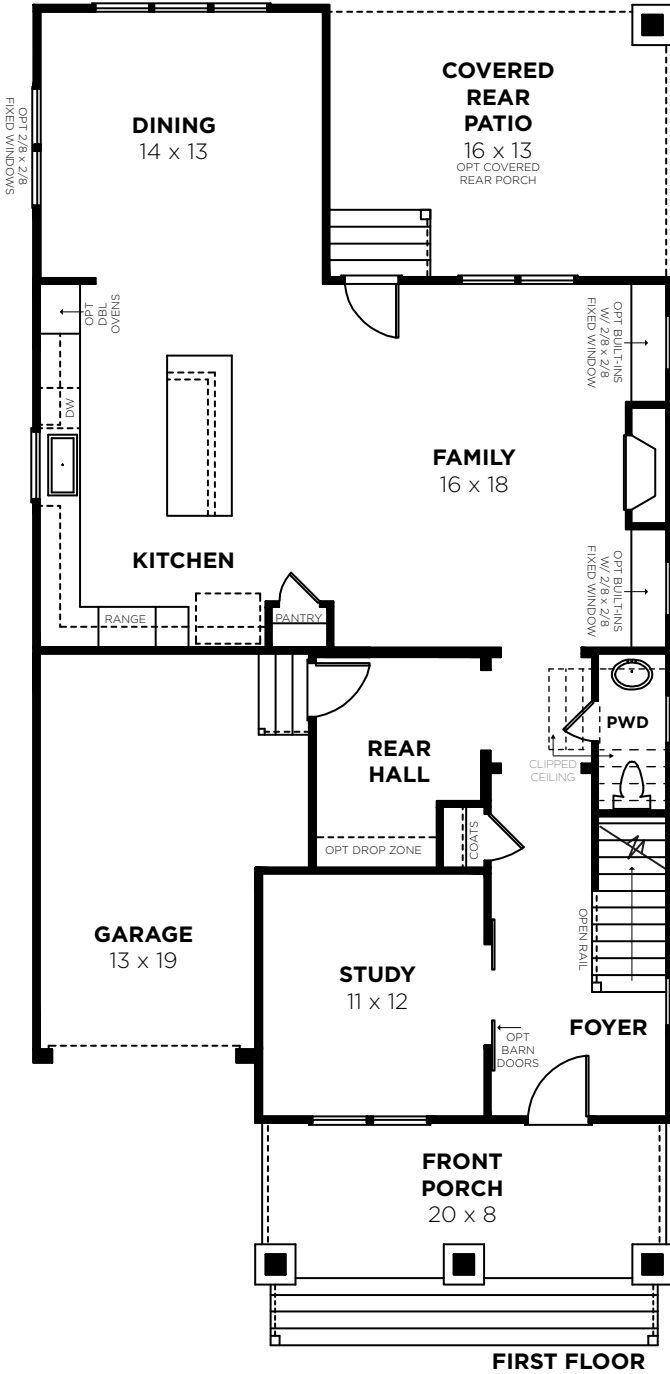 COVERED
REAR
PATIO
16 x 13
OPT COVERED
REAR PORCH
DINING
14 x 13
OPT 2/8 x 2/8
FIXED WINDOWS
OPT
DBL
OVENS
OPT BUILT-INS
W/ 2/8 x 2/8
FIXED WINDOW
DW
FAMILY
16 x 18
KITCHEN
OPT BUILT-INS
W/ 2/8 x 2/8
FIXED WINDOW
RANGE
PANTRY
PWD
REAR
HALL
CLIPPED
CEILING
COATS
OPT DROP ZONE
OPEN RAIL
GARAGE
13 x 19
STUDY
11 x 12
FOYER
OPT
BARN
DOORS
FRONT
PORCH
20 x 8
FIRST FLOOR